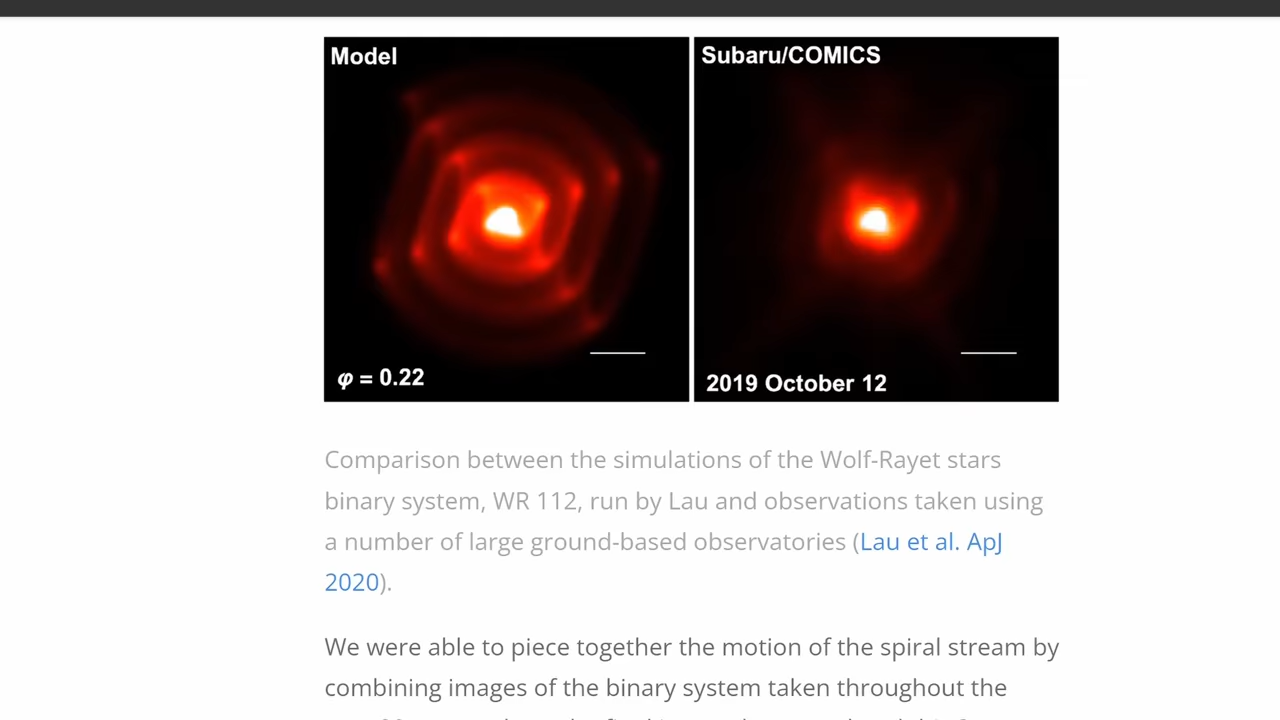 Model
Subaru/COMICS
φ = 0.22
2019 October 12
Comparison between the simulations of the Wolf-Rayet stars
binary system, WR 112, run by Lau and observations taken using
a number of large ground-based observatories (Lau et al. ApJ
2020).
We were able to piece together the motion of the spiral stream by
combining images of the binary system taken throughout the